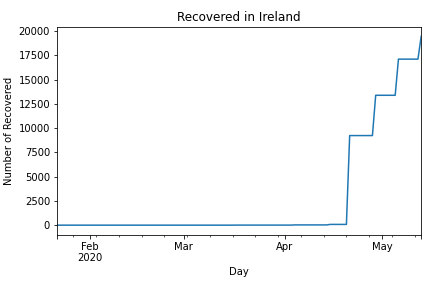 Recovered in Ireland
20000
17500
15000
12500
10000
7500
5000
2500
0
Number of Recovered
Feb
2020
Mar
Apr
May
Day